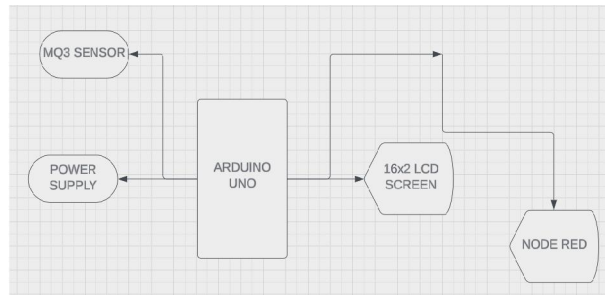 MQ3 SENSOR
POWER
SUPPLY
ARDUINO
UNO
16x2 LCD
SCREEN
NODE RED